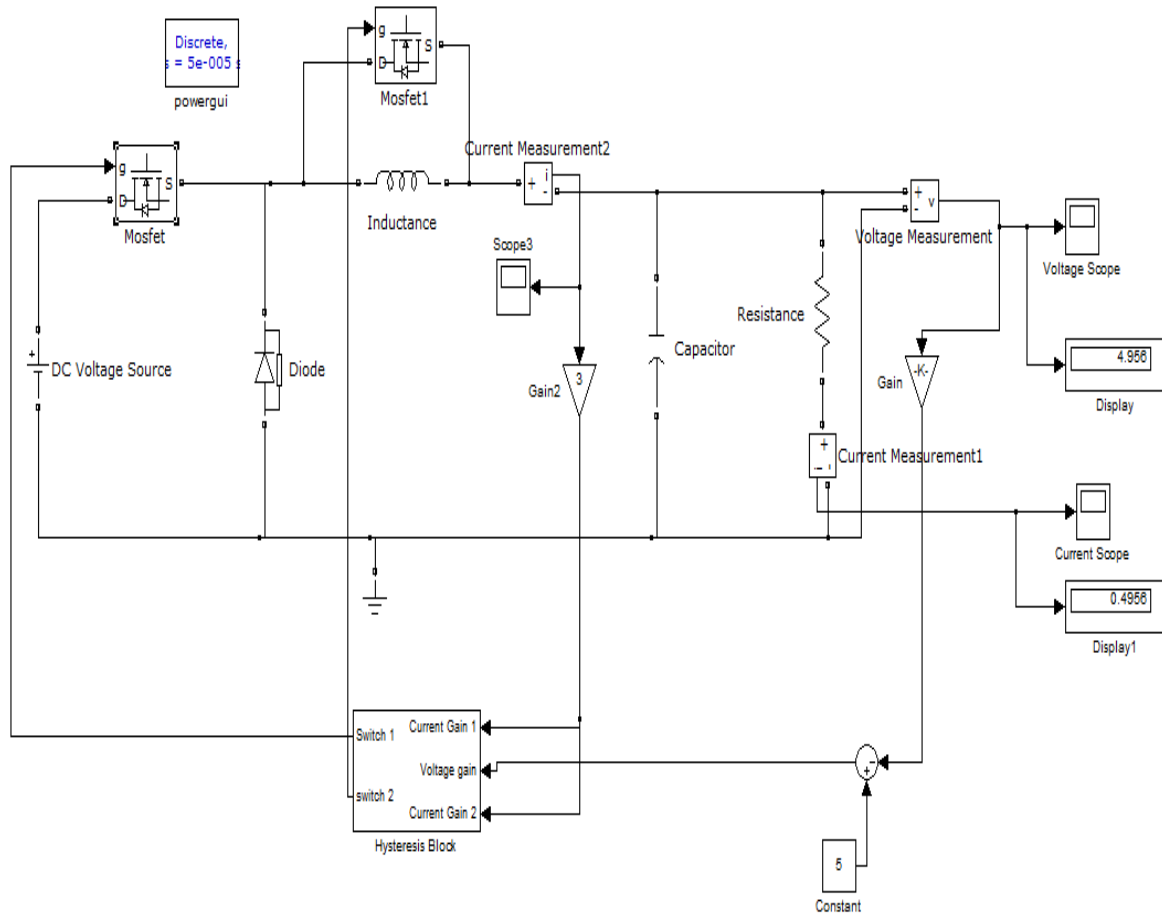 Discrete,
s = 5e-005 s
powergui
g
D
S
Mosfet1
g
D
S
Mosfet
Current Measurement2
+
i
-
Inductance
+
-
v
Voltage Measurement
Voltage Scope
Scope3
Resistance
+
DC Voltage Source
Diode
Capacitor
3
Gain2
-K-
Gain
4.956
Display
+
-
Current Measurement1
Current Scope
0.4956
Display1
Switch 1
switch 2
Current Gain 1
Voltage gain
Current Gain 2
Hysteresis Block
-
+
5
Constant